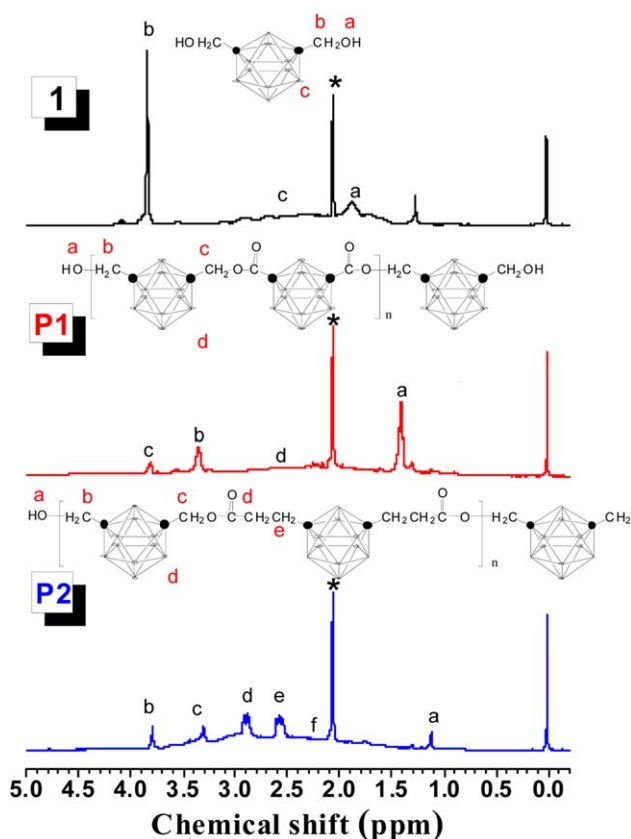 b a
HOH₂C CH₂OH
c
b
1
*
c
a
O O
a b c
HO H₂C CH₂O C C O H₂C CH₂OH
n
d
P1
*
a
c b
d
a b c O d O
HO H₂C CH₂O C CH₂CH₂ CH₂CH₂C O H₂C CH₂
e
n
d
P2
*
b c d e
f
a
5.0 4.5 4.0 3.5 3.0 2.5 2.0 1.5 1.0 0.5 0.0
Chemical shift (ppm)